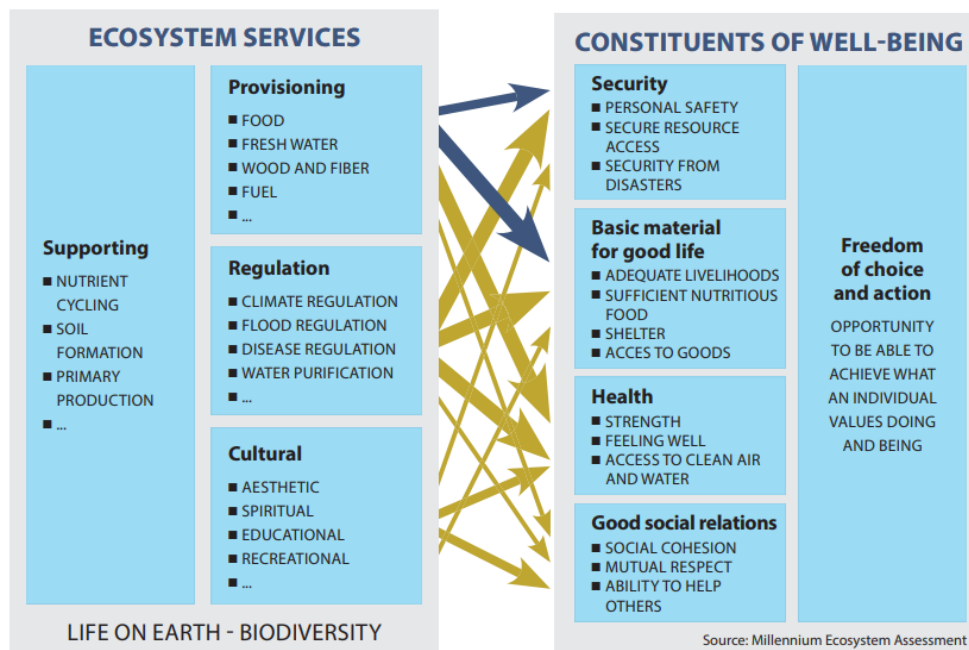 ECOSYSTEM SERVICES
Supporting
■ NUTRIENT
CYCLING
■ SOIL
FORMATION
■ PRIMARY
PRODUCTION
■ ...
Provisioning
■ FOOD
■ FRESH WATER
■ WOOD AND FIBER
■ FUEL
■ ...
Regulation
■ CLIMATE REGULATION
■ FLOOD REGULATION
■ DISEASE REGULATION
■ WATER PURIFICATION
■ ...
Cultural
■ AESTHETIC
■ SPIRITUAL
■ EDUCATIONAL
■ RECREATIONAL
■ ...
LIFE ON EARTH - BIODIVERSITY
CONSTITUENTS OF WELL-BEING
Security
■ PERSONAL SAFETY
■ SECURE RESOURCE
ACCESS
■ SECURITY FROM
DISASTERS
Basic material
for good life
■ ADEQUATE LIVELIHOODS
■ SUFFICIENT NUTRITIOUS
FOOD
■ SHELTER
■ ACCES TO GOODS
Health
■ STRENGTH
■ FEELING WELL
■ ACCESS TO CLEAN AIR
AND WATER
Good social relations
■ SOCIAL COHESION
■ MUTUAL RESPECT
■ ABILITY TO HELP
OTHERS
Freedom
of choice
and action
OPPORTUNITY
TO BE ABLE TO
ACHIEVE WHAT
AN INDIVIDUAL
VALUES DOING
AND BEING
Source: Millennium Ecosystem Assessment